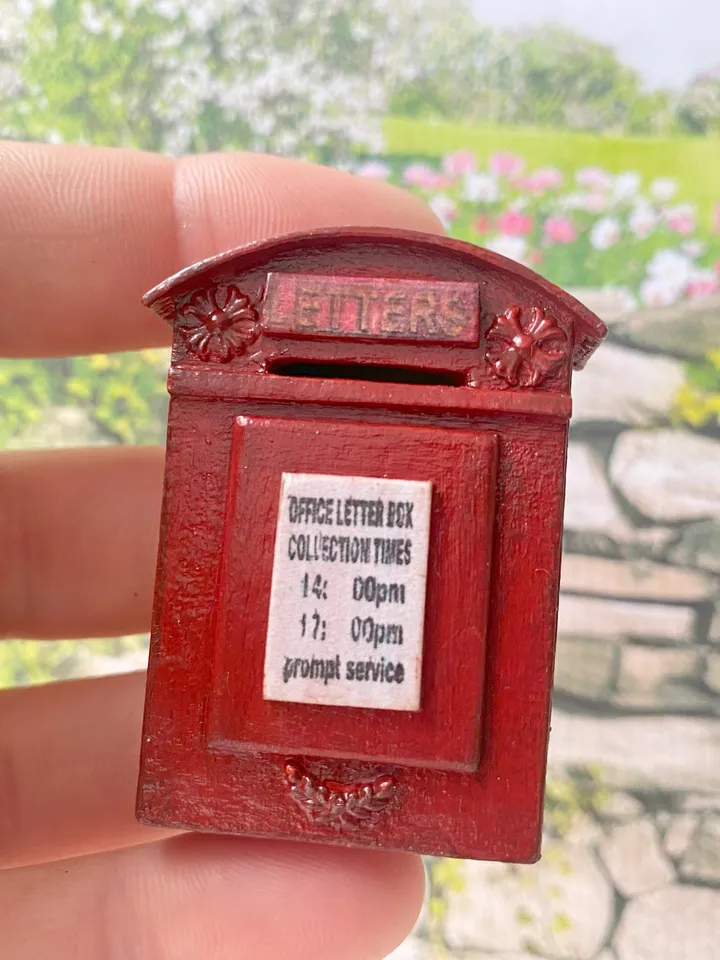 LETTERS
OFFICE LETTER BOX
COLLECTION TIMES
14: 00pm
17: 00pm
prompt service